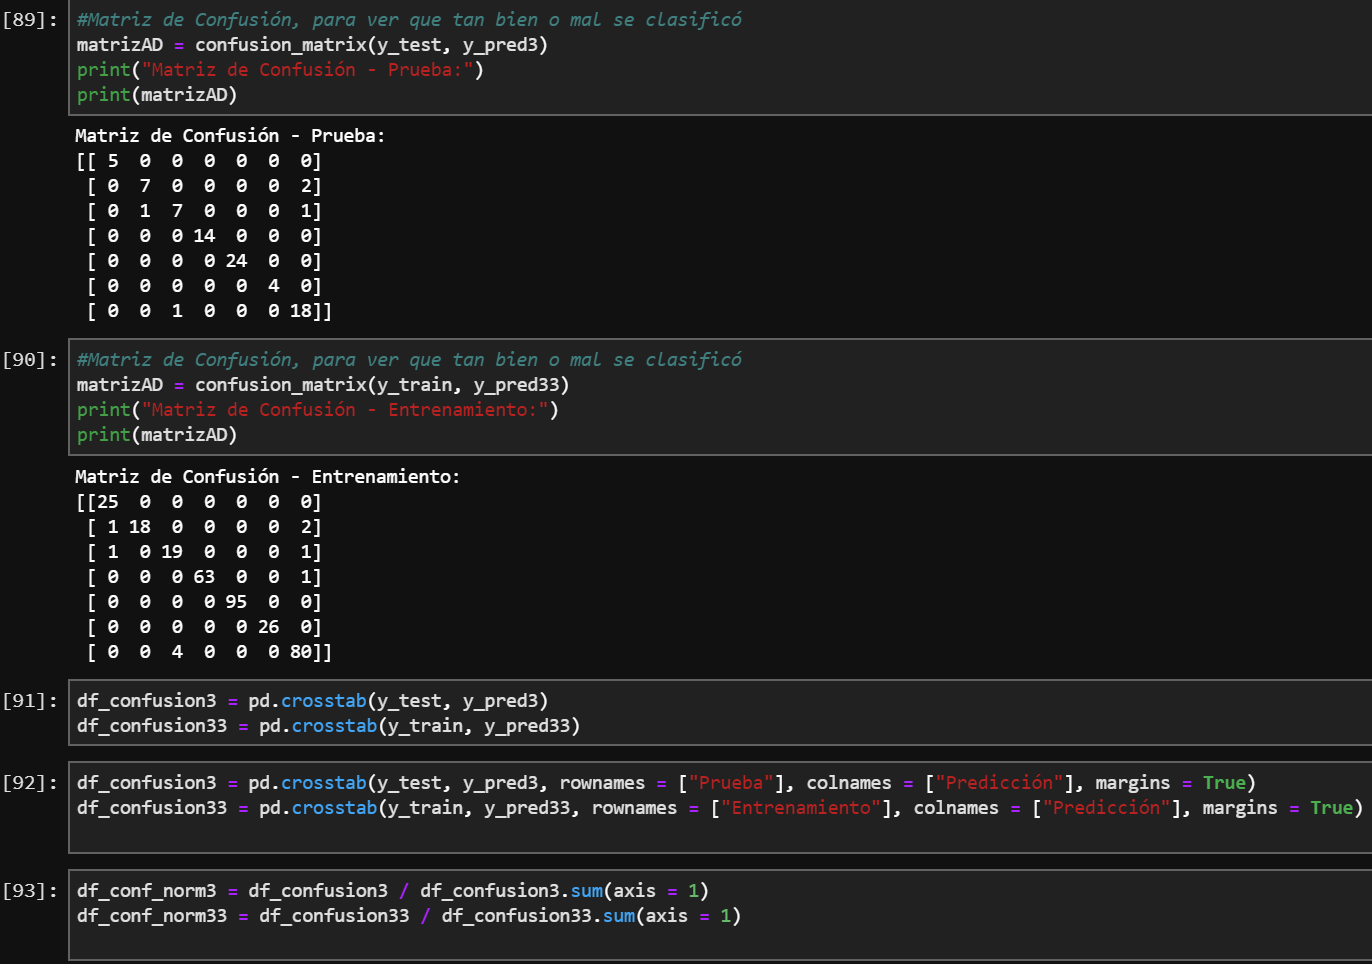 [89]: #Matriz de Confusión, para ver que tan bien o mal se clasificó
matrizAD = confusion_matrix(y_test, y_pred3)
print("Matriz de Confusión - Prueba:")
print(matrizAD)
Matriz de Confusión - Prueba:
[[ 5  0  0  0  0  0  0]
 [ 0  7  0  0  0  0  2]
 [ 0  1  7  0  0  0  1]
 [ 0  0  0 14  0  0  0]
 [ 0  0  0  0 24  0  0]
 [ 0  0  0  0  0  4  0]
 [ 0  0  1  0  0  0 18]]
[90]: #Matriz de Confusión, para ver que tan bien o mal se clasificó
matrizAD = confusion_matrix(y_train, y_pred33)
print("Matriz de Confusión - Entrenamiento:")
print(matrizAD)
Matriz de Confusión - Entrenamiento:
[[25  0  0  0  0  0  0]
 [ 1 18  0  0  0  0  2]
 [ 1  0 19  0  0  0  1]
 [ 0  0  0 63  0  0  1]
 [ 0  0  0  0 95  0  0]
 [ 0  0  0  0  0 26  0]
 [ 0  0  4  0  0  0 80]]
[91]: df_confusion3 = pd.crosstab(y_test, y_pred3)
df_confusion33 = pd.crosstab(y_train, y_pred33)
[92]: df_confusion3 = pd.crosstab(y_test, y_pred3, rownames = ["Prueba"], colnames = ["Predicción"], margins = True)
df_confusion33 = pd.crosstab(y_train, y_pred33, rownames = ["Entrenamiento"], colnames = ["Predicción"], margins = True)
[93]: df_conf_norm3 = df_confusion3 / df_confusion3.sum(axis = 1)
df_conf_norm33 = df_confusion33 / df_confusion33.sum(axis = 1)